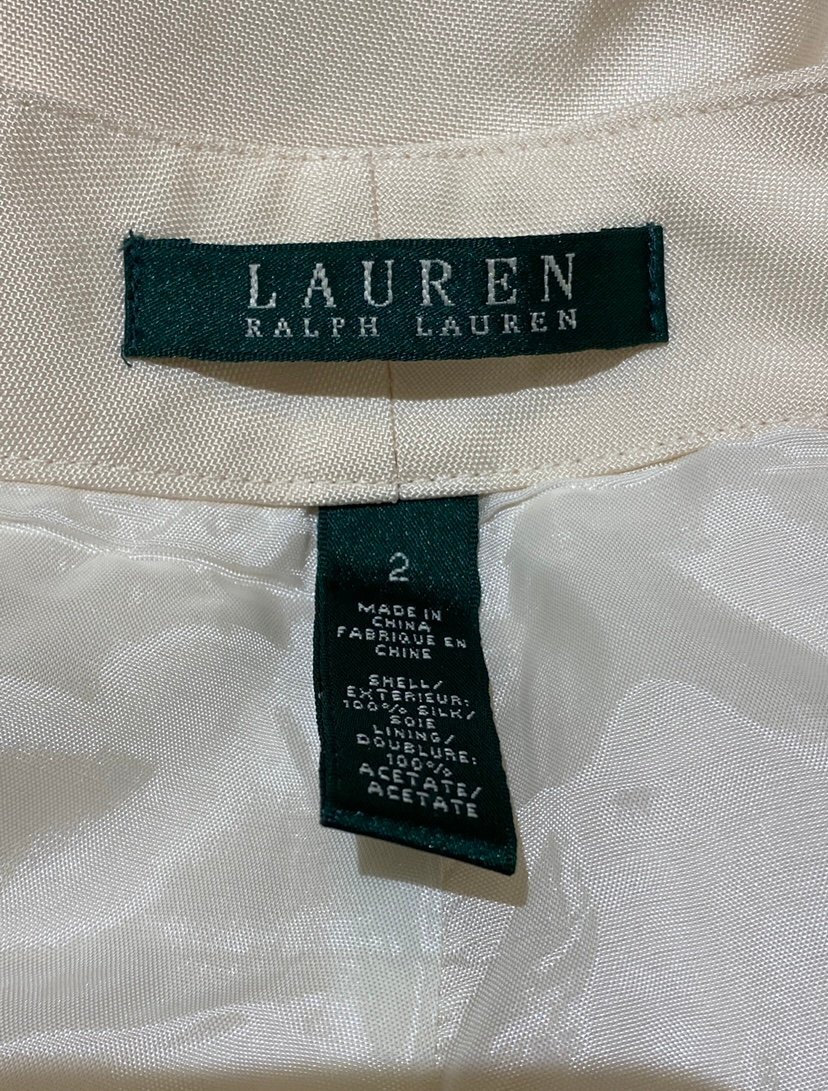 LAUREN
RALPH LAUREN
2
MADE IN
CHINA
FABRIQUE EN
CHINE
SHELL/
EXTERIEUR:
100% SILK/
SOIE
LINING/
DOUBLURE:
100%
ACETATE/
ACETATE